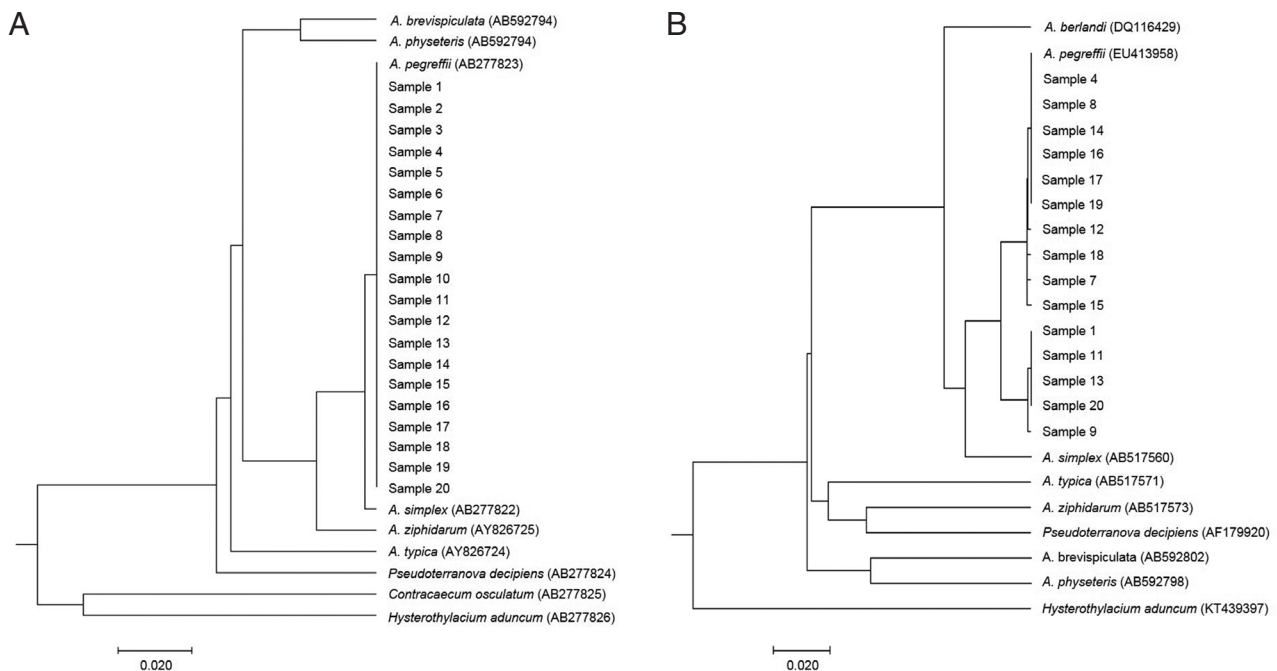 A
A. brevispiculata (AB592794)
A. physeteris (AB592794)
A. pegreffii (AB277823)
Sample 1
Sample 2
Sample 3
Sample 4
Sample 5
Sample 6
Sample 7
Sample 8
Sample 9
Sample 10
Sample 11
Sample 12
Sample 13
Sample 14
Sample 15
Sample 16
Sample 17
Sample 18
Sample 19
Sample 20
A. simplex (AB277822)
A. ziphidarum (AY826725)
A. typica (AY826724)
Pseudoterranova decipiens (AB277824)
Contracaecum osculatum (AB277825)
Hysterothylacium aduncum (AB277826)
0.020
B
A. berlandi (DQ116429)
A. pegreffii (EU413958)
Sample 4
Sample 8
Sample 14
Sample 16
Sample 17
Sample 19
Sample 12
Sample 18
Sample 7
Sample 15
Sample 1
Sample 11
Sample 13
Sample 20
Sample 9
A. simplex (AB517560)
A. typica (AB517571)
A. ziphidarum (AB517573)
Pseudoterranova decipiens (AF179920)
A. brevispiculata (AB592802)
A. physeteris (AB592798)
Hysterothylacium aduncum (KT439397)
0.020